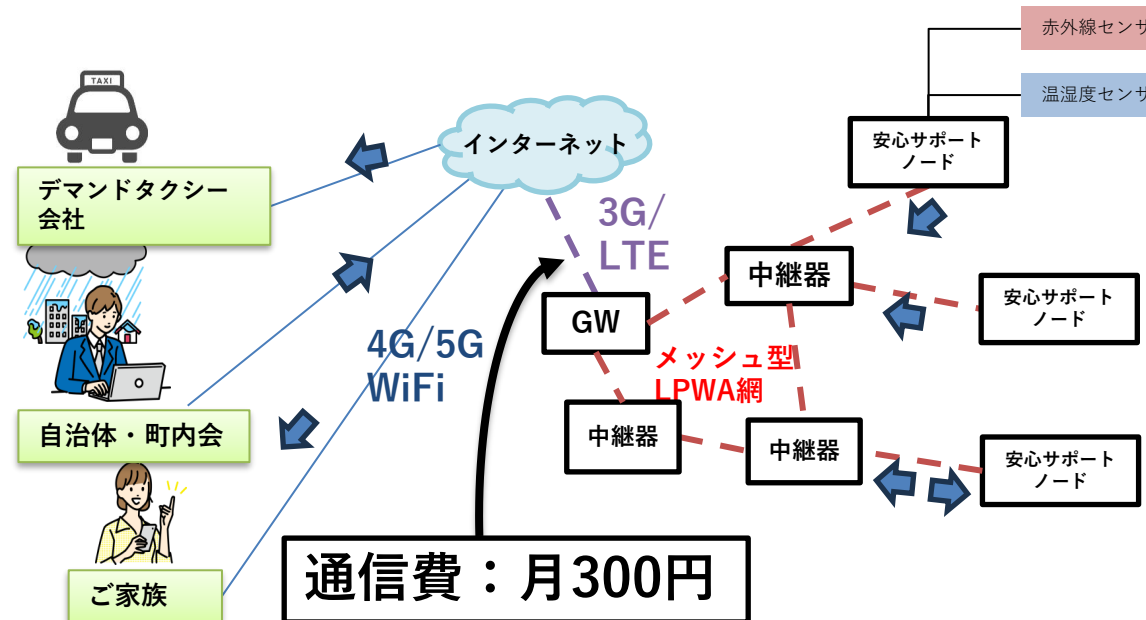 TAXI
デマンドタクシー
会社
自治体・町内会
ご家族
インターネット
3G/
LTE
4G/5G
WiFi
GW
メッシュ型
LPWA網
中継器
中継器
中継器
通信費：月300円
赤外線センサ
温湿度センサ
安心サポート
ノード
安心サポート
ノード
安心サポート
ノード